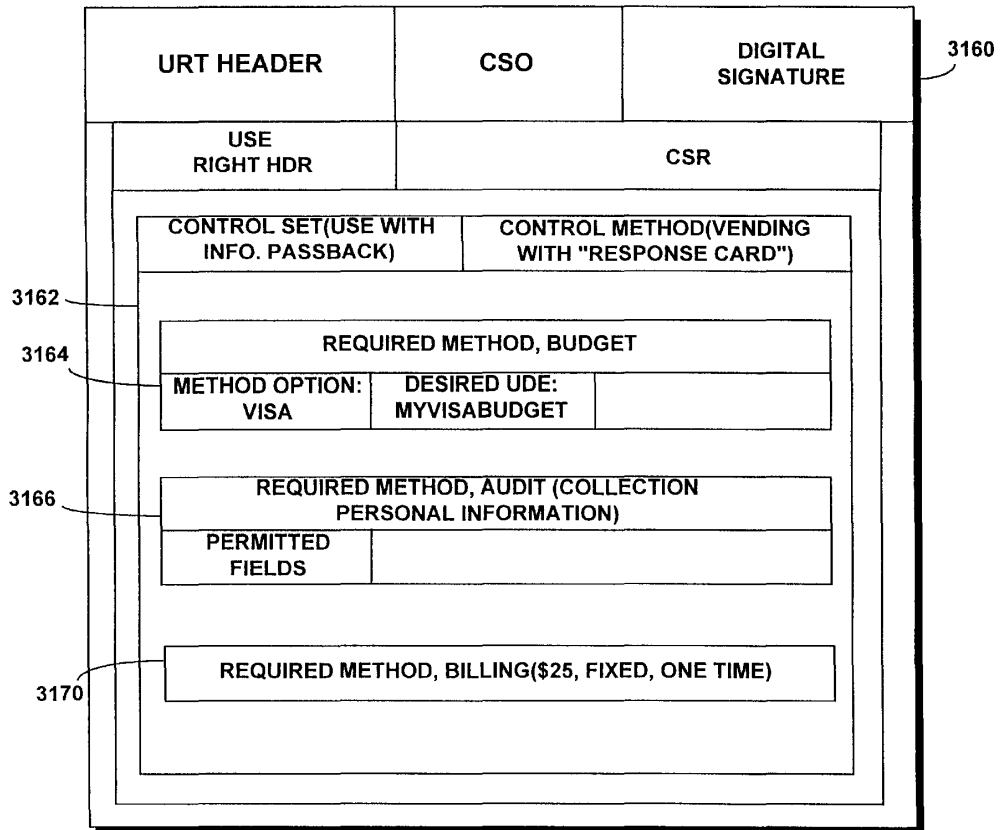 URT HEADER
CSO
DIGITAL
SIGNATURE
3160
USE
RIGHT HDR
CSR
CONTROL SET(USE WITH
INFO. PASSBACK)
CONTROL METHOD(VENDING
WITH "RESPONSE CARD")
3162
REQUIRED METHOD, BUDGET
3164
METHOD OPTION:
VISA
DESIRED UDE:
MYVISABUDGET
REQUIRED METHOD, AUDIT (COLLECTION
PERSONAL INFORMATION)
3166
PERMITTED
FIELDS
REQUIRED METHOD, BILLING($25, FIXED, ONE TIME)
3170